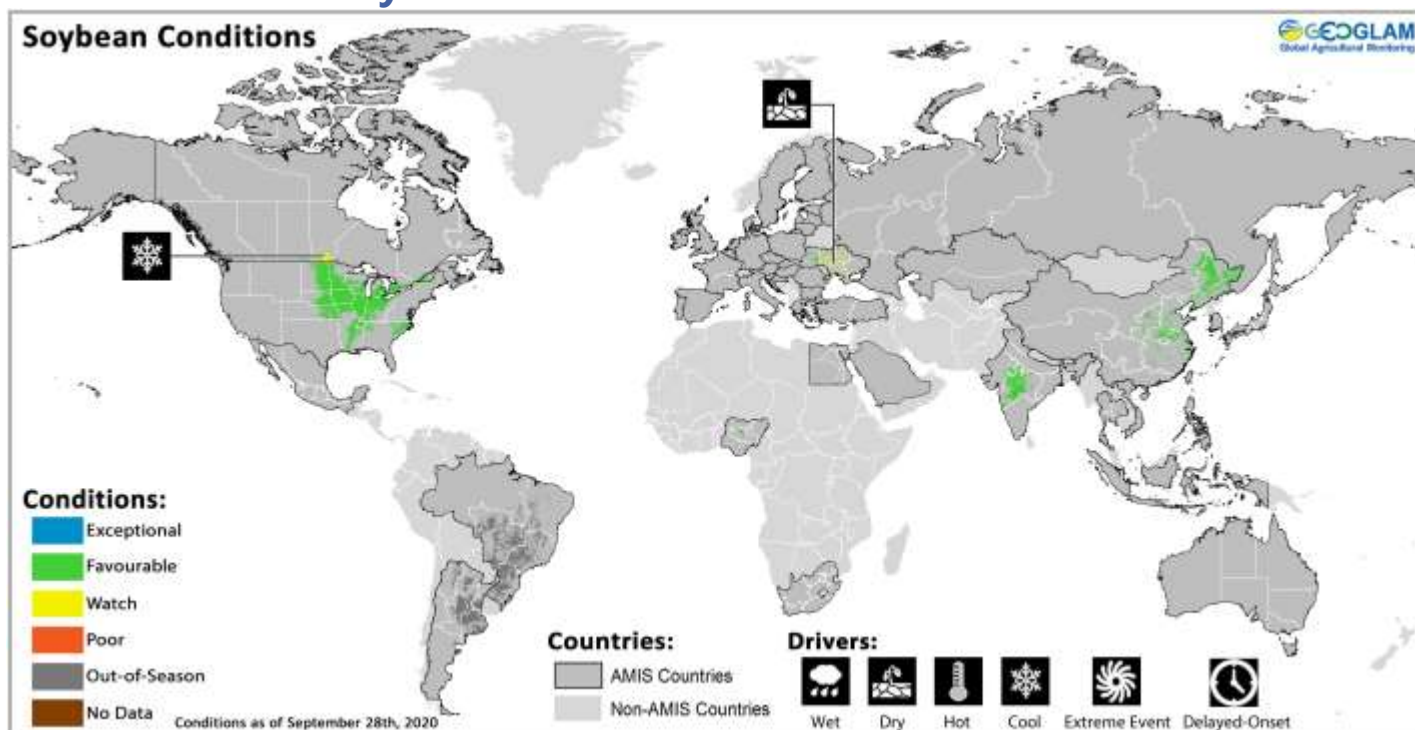 Soybean Conditions
GEOGLAM
Global Agricultural Monitoring
Conditions:
Exceptional
Favourable
Watch
Poor
Out-of-Season
No Data
Conditions as of September 28th, 2020
Countries:
AMIS Countries
Non-AMIS Countries
Drivers:
Wet
Dry
Hot
Cool
Extreme Event
Delayed-Onset